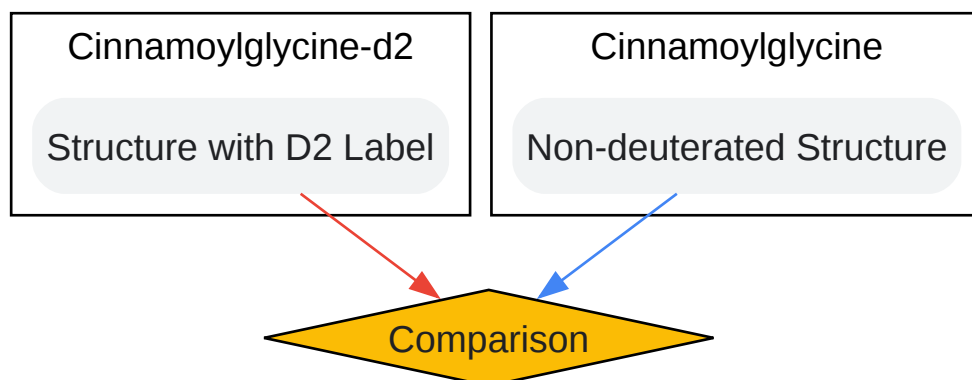 Cinnamoylglycine-d2
Structure with D2 Label
Cinnamoylglycine
Non-deuterated Structure
Comparison